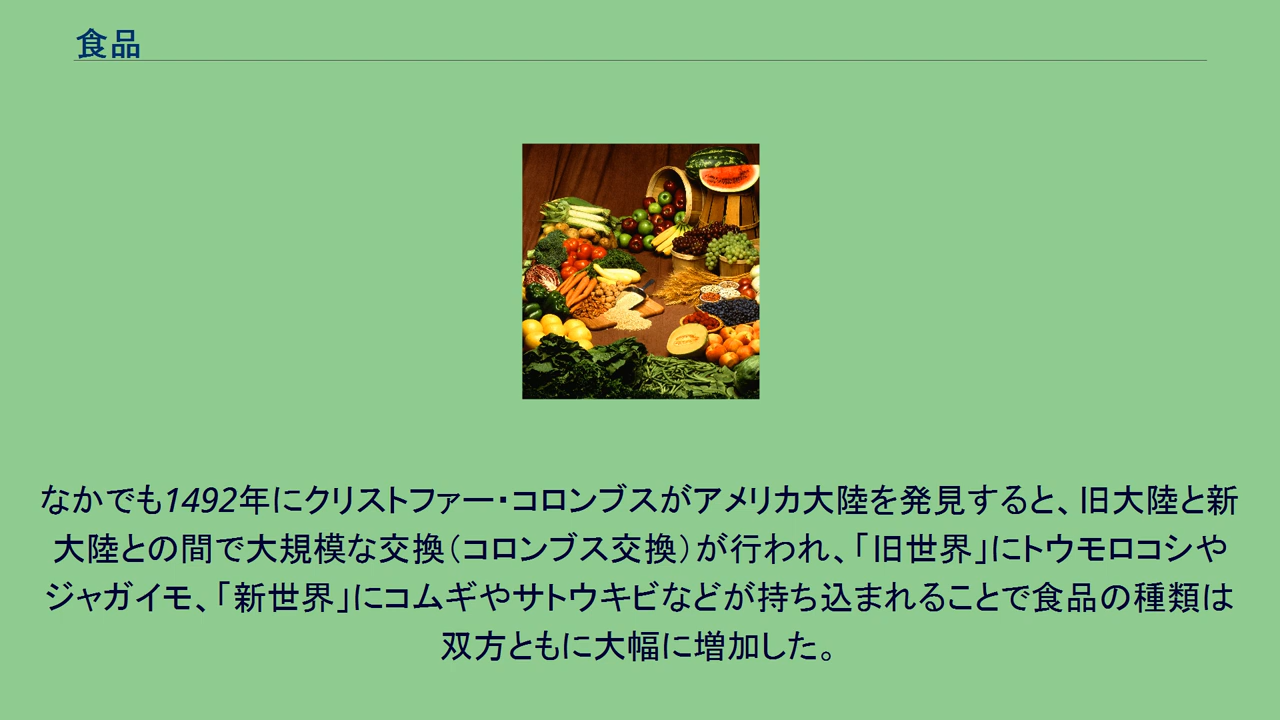 食品
なかでも1492年にクリストファー・コロンブスがアメリカ大陸を発見すると、旧大陸と新
大陸との間で大規模な交換（コロンブス交換）が行われ、「旧世界」にトウモロコシや
ジャガイモ、「新世界」にコムギやサトウキビなどが持ち込まれることで食品の種類は
双方ともに大幅に増加した。